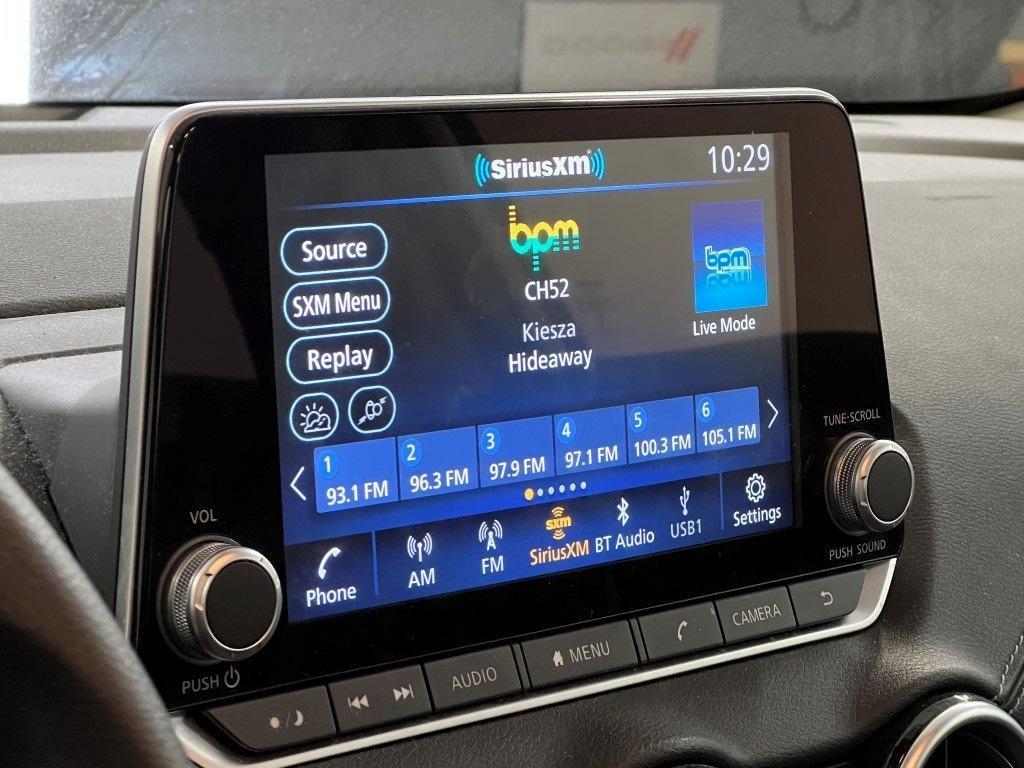 DODGE
SiriusXM
10:29
Source
SXM Menu
Replay
bpm
CH52
Kiesza
Hideaway
bpm
Live Mode
1
93.1 FM
2
96.3 FM
3
97.9 FM
4
97.1 FM
5
100.3 FM
6
105.1 FM
Phone
AM
FM
sxm
SiriusXM
BT Audio
USB1
Settings
VOL
PUSH
TUNE·SCROLL
PUSH SOUND
AUDIO
MENU
CAMERA